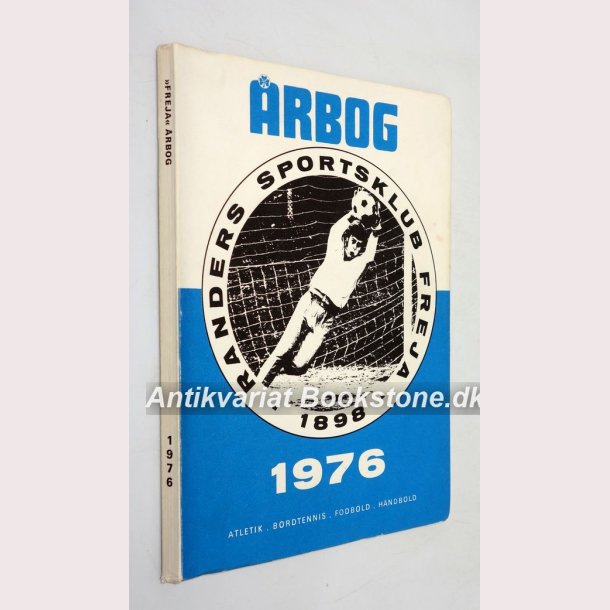 »FREJA« ÅRBOG
1976
ÅRBOG
RANDERS SPORTSKLUB FREJA
1898
Antikvariat Bookstone.dk
1976
ATLETIK . BORDTENNIS . FODBOLD . HÅNDBOLD